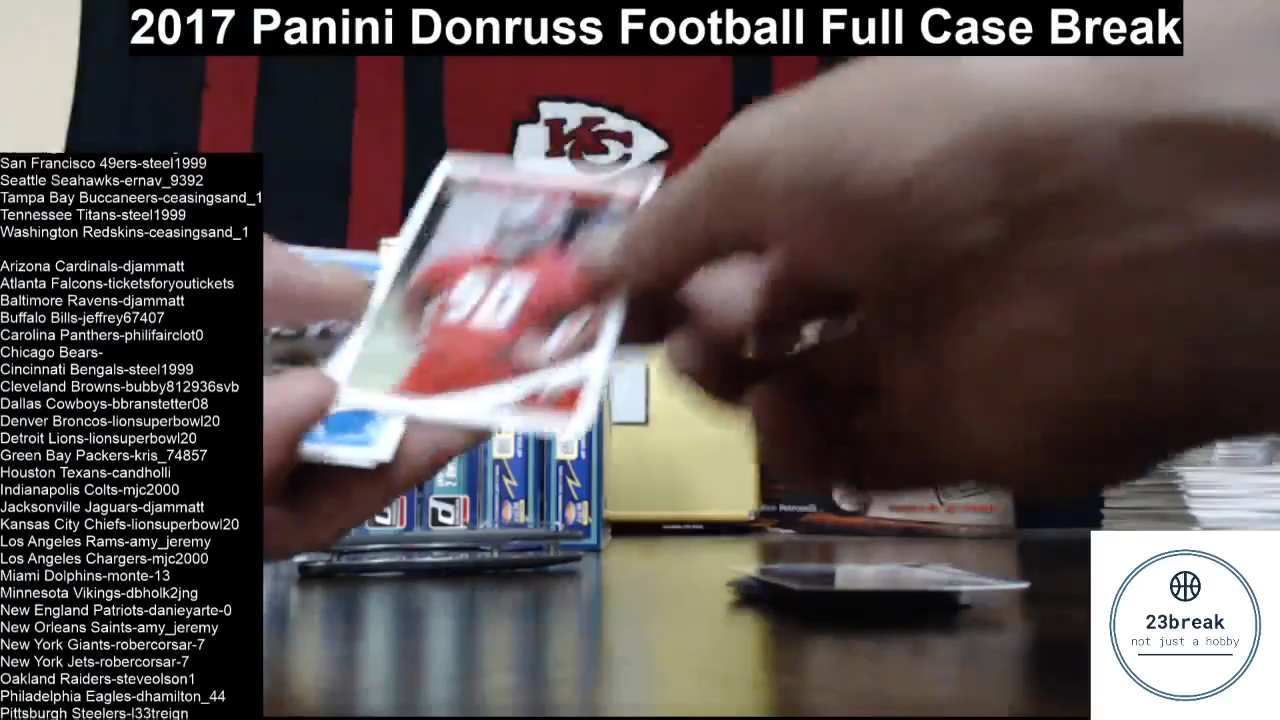 2017 Panini Donruss Football Full Case Break
KC
San Francisco 49ers-steel1999
Seattle Seahawks-ernav_9392
Tampa Bay Buccaneers-ceasingsand_1
Tennessee Titans-steel1999
Washington Redskins-ceasingsand_1
Arizona Cardinals-djammatt
Atlanta Falcons-ticketsforyoutickets
Baltimore Ravens-djammatt
Buffalo Bills-jeffrey67407
Carolina Panthers-philifairclot0
Chicago Bears-
Cincinnati Bengals-steel1999
Cleveland Browns-bubby812936svb
Dallas Cowboys-bbranstetter08
Denver Broncos-lionsuperbowl20
Detroit Lions-lionsuperbowl20
Green Bay Packers-kris_74857
Houston Texans-candholli
Indianapolis Colts-mjc2000
Jacksonville Jaguars-djammatt
Kansas City Chiefs-lionsuperbowl20
Los Angeles Rams-amy_jeremy
Los Angeles Chargers-mjc2000
Miami Dolphins-monte-13
Minnesota Vikings-dbholk2jng
New England Patriots-danieyarte-0
New Orleans Saints-amy_jeremy
New York Giants-robercorsar-7
New York Jets-robercorsar-7
Oakland Raiders-steveolson1
Philadelphia Eagles-dhamilton_44
Pittsburgh Steelers-l33treign
90
23break
not just a hobby